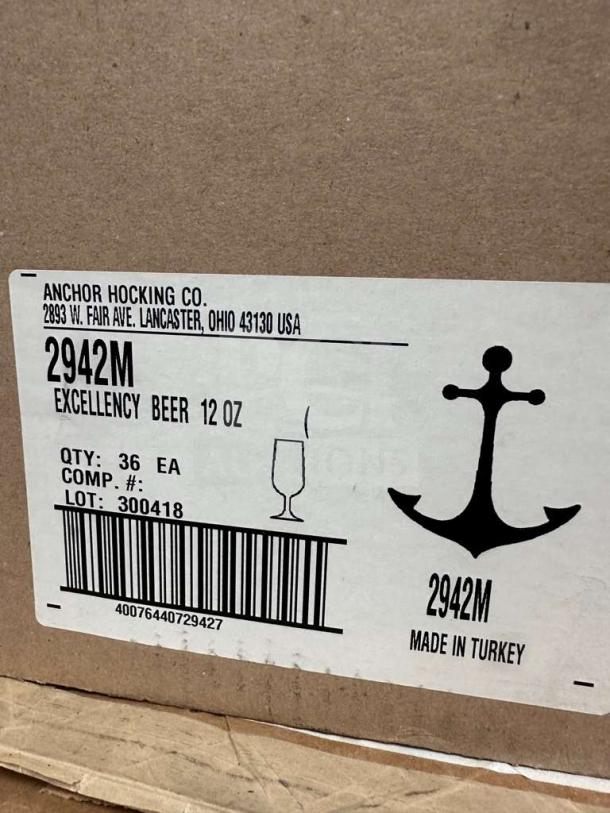 ANCHOR HOCKING CO.
2893 W. FAIR AVE. LANCASTER, OHIO 43130 USA
2942M
EXCELLENCY BEER 12 OZ
QTY: 36 EA
COMP. #:
LOT: 300418
40076440729427
2942M
MADE IN TURKEY